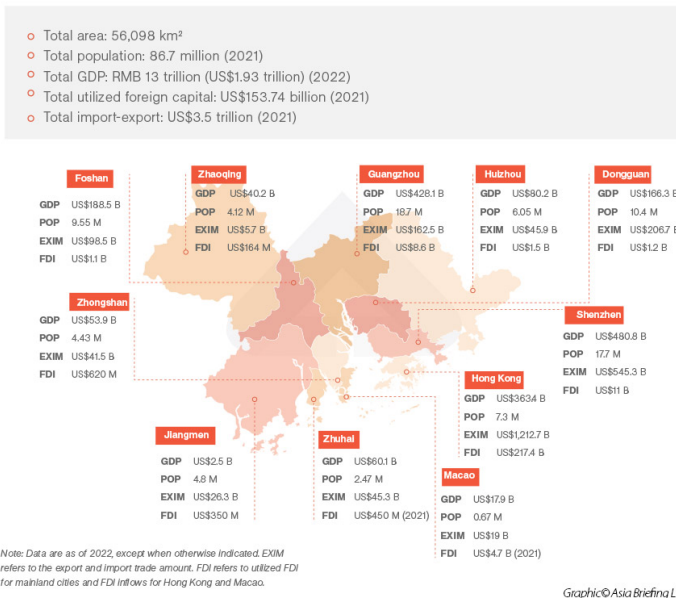 Total area: 56,098 km²
Total population: 86.7 million (2021)
Total GDP: RMB 13 trillion (US$1.93 trillion) (2022)
Total utilized foreign capital: US$153.74 billion (2021)
Total import-export: US$3.5 trillion (2021)
Foshan
GDP US$188.5 B
POP 9.55 M
EXIM US$98.5 B
FDI US$1.1 B
Zhaoqing
GDP US$40.2 B
POP 4.12 M
EXIM US$5.7 B
FDI US$164 M
Guangzhou
GDP US$428.1 B
POP 18.7 M
EXIM US$162.5 B
FDI US$8.6 B
Huizhou
GDP US$80.2 B
POP 6.05 M
EXIM US$45.9 B
FDI US$1.5 B
Dongguan
GDP US$166.3 B
POP 10.4 M
EXIM US$206.7 B
FDI US$1.2 B
Zhongshan
GDP US$53.9 B
POP 4.43 M
EXIM US$41.5 B
FDI US$620 M
Shenzhen
GDP US$480.8 B
POP 17.7 M
EXIM US$545.3 B
FDI US$11 B
Hong Kong
GDP US$363.4 B
POP 7.3 M
EXIM US$1,212.7 B
FDI US$217.4 B
Jiangmen
GDP US$2.5 B
POP 4.8 M
EXIM US$26.3 B
FDI US$350 M
Zhuhai
GDP US$60.1 B
POP 2.47 M
EXIM US$45.3 B
FDI US$450 M (2021)
Macao
GDP US$17.9 B
POP 0.67 M
EXIM US$19 B
FDI US$4.7 B (2021)
Note: Data are as of 2022, except when otherwise indicated. EXIM
refers to the export and import trade amount. FDI refers to utilized FDI
for mainland cities and FDI inflows for Hong Kong and Macao.
Graphic©Asia Briefing L